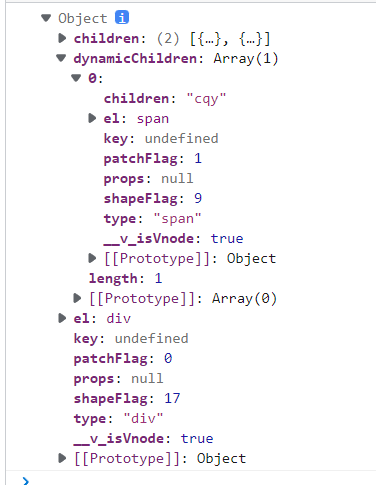 Object i
children: (2) [{…}, {…}]
dynamicChildren: Array(1)
0:
children: "cqy"
el: span
key: undefined
patchFlag: 1
props: null
shapeFlag: 9
type: "span"
__v_isVnode: true
[[Prototype]]: Object
length: 1
[[Prototype]]: Array(0)
el: div
key: undefined
patchFlag: 0
props: null
shapeFlag: 17
type: "div"
__v_isVnode: true
[[Prototype]]: Object